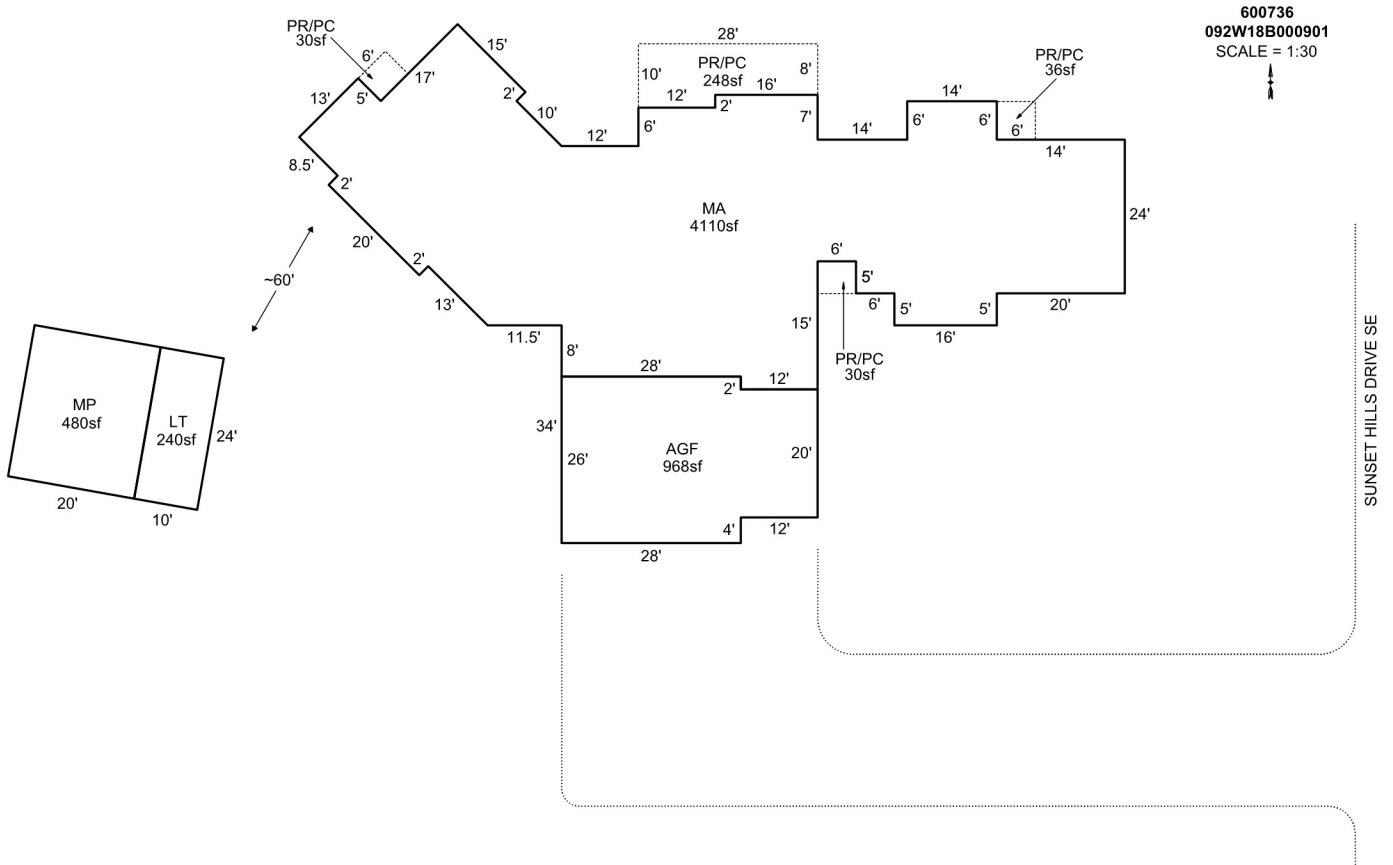 600736
092W18B000901
SCALE = 1:30
PR/PC
30sf
6'
5'
17'
13'
15'
2'
10'
8.5'
2'
20'
2'
13'
12'
6'
28'
10'
PR/PC
248sf
8'
12'
2'
16'
7'
14'
14'
6'
6'
6'
PR/PC
36sf
14'
24'
MA
4110sf
6'
5'
6'
5'
5'
20'
16'
15'
PR/PC
30sf
11.5'
8'
28'
2'
12'
34'
26'
AGF
968sf
20'
4'
12'
28'
~60'
MP
480sf
LT
240sf
24'
20'
10'
SUNSET HILLS DRIVE SE